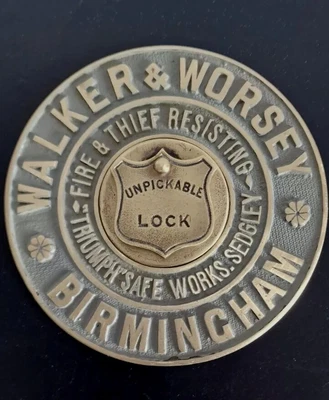 WALKER & WORSEY
BIRMINGHAM
FIRE & THIEF RESISTING
"TRIUMPH" SAFE WORKS. SEDGLEY
UNPICKABLE
LOCK